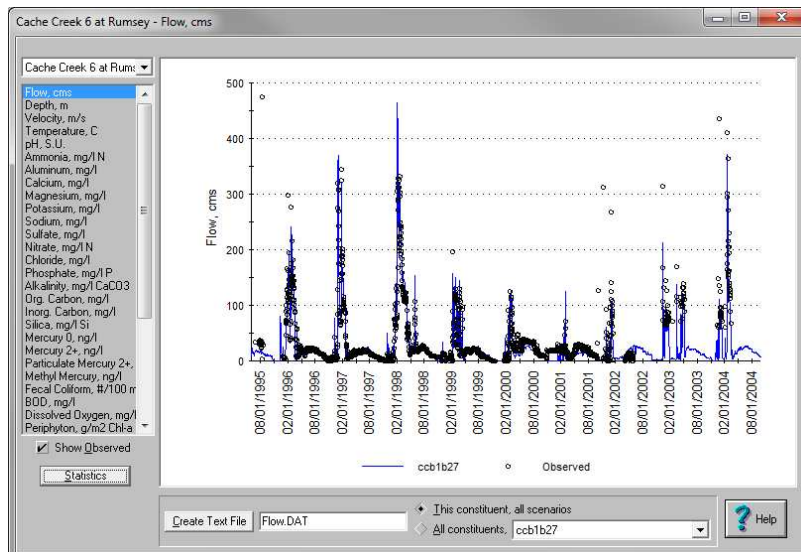 Cache Creek 6 at Rumsey - Flow, cms
Cache Creek 6 at Rums
Flow, cms
Depth, m
Velocity, m/s
Temperature, C
pH, S.U.
Ammonia, mg/l N
Aluminum, mg/l
Calcium, mg/l
Magnesium, mg/l
Potassium, mg/l
Sodium, mg/l
Sulfate, mg/l
Nitrate, mg/l N
Chloride, mg/l
Phosphate, mg/l P
Alkalinity, mg/l CaCO3
Org. Carbon, mg/l
Inorg. Carbon, mg/l
Silica, mg/l Si
Mercury 0, ng/l
Mercury 2+, ng/l
Particulate Mercury 2+,
Methyl Mercury, ng/l
Fecal Coliform, #/100 m
BOD, mg/l
Dissolved Oxygen, mg/l
Periphyton, g/m2 Chl-a
Show Observed
Statistics
Flow, cms
500
400
300
200
100
0
08/01/1995
02/01/1996
08/01/1996
02/01/1997
08/01/1997
02/01/1998
08/01/1998
02/01/1999
08/01/1999
02/01/2000
08/01/2000
02/01/2001
08/01/2001
02/01/2002
08/01/2002
02/01/2003
08/01/2003
02/01/2004
08/01/2004
ccb1b27
Observed
Create Text File
Flow.DAT
This constituent, all scenarios
All constituents,
ccb1b27
? Help